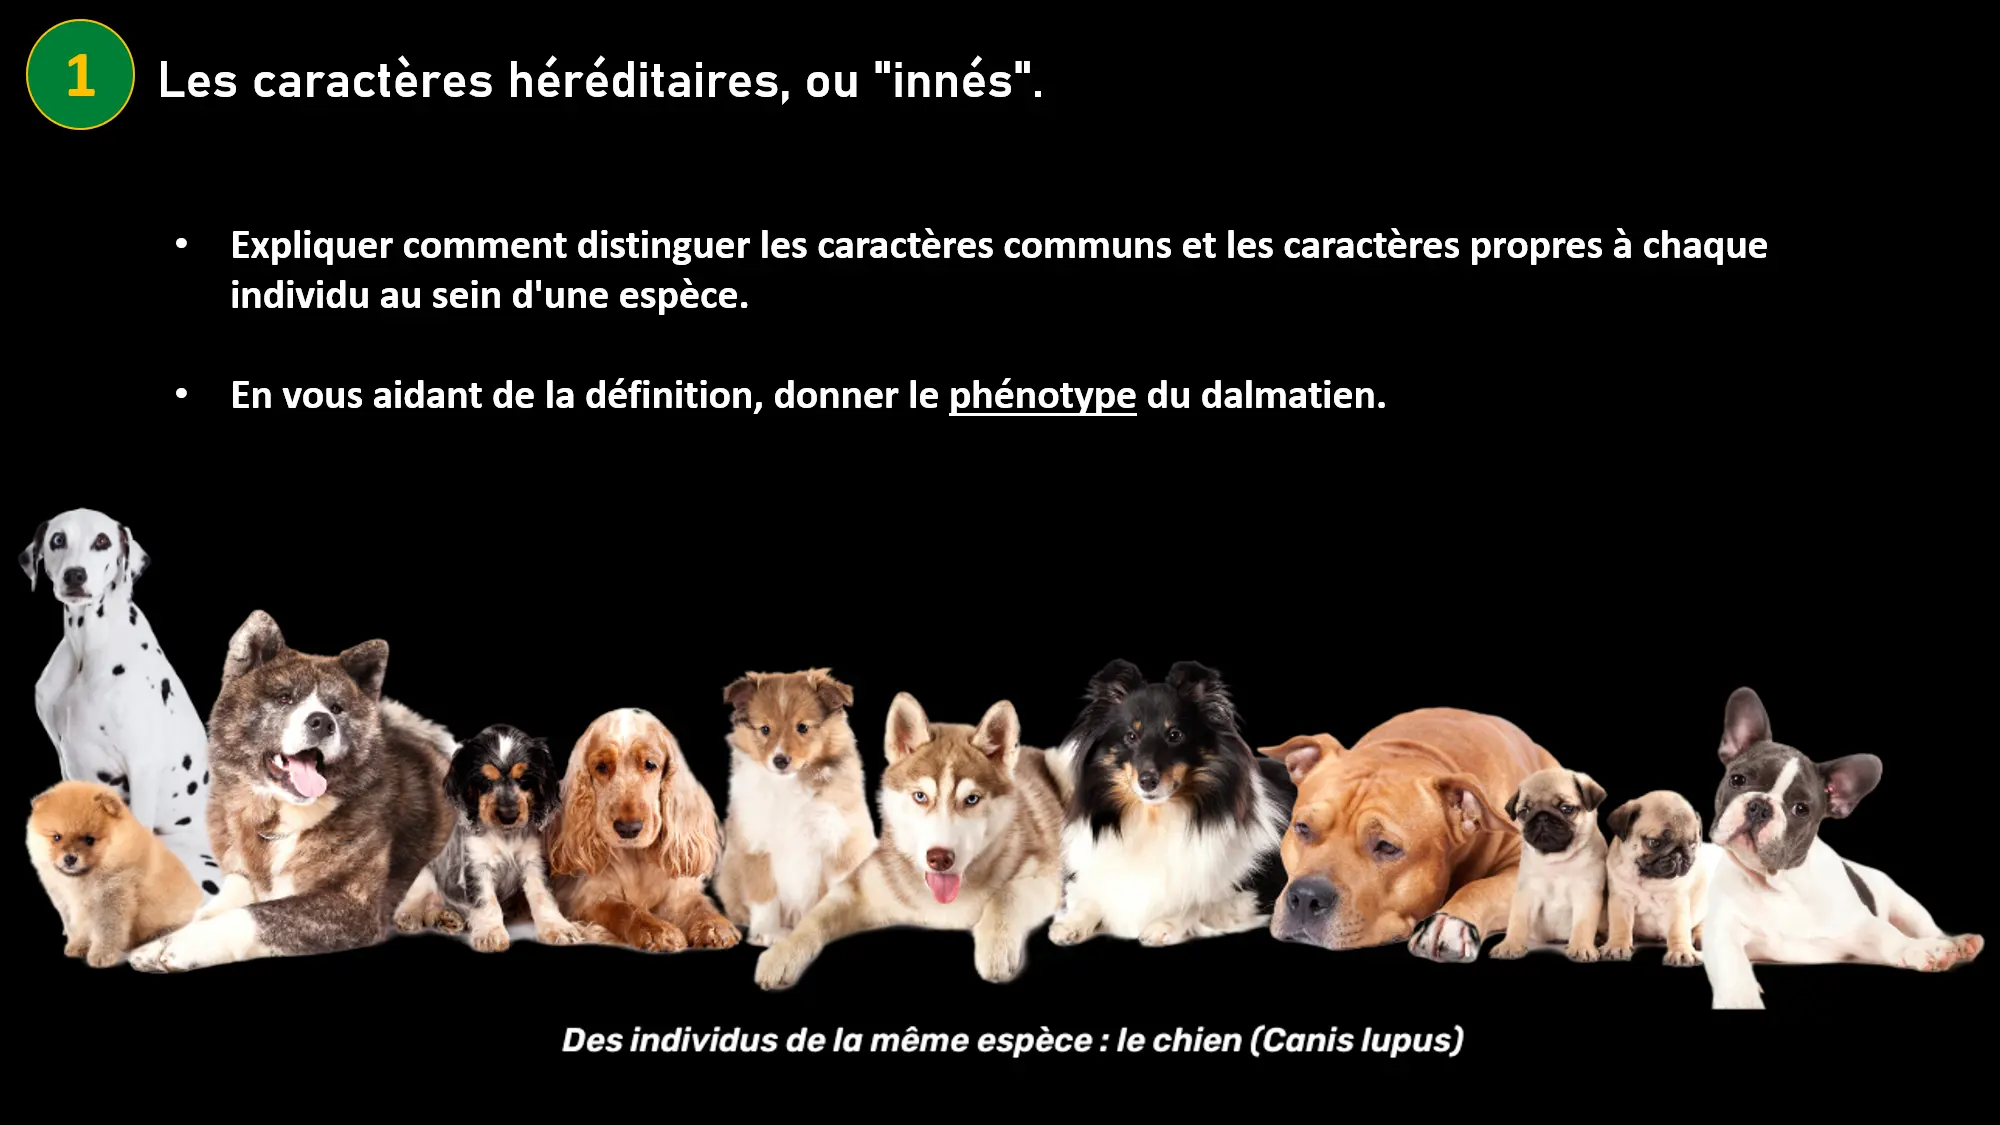 1
Les caractères héréditaires, ou "innés".
• Expliquer comment distinguer les caractères communs et les caractères propres à chaque
individu au sein d'une espèce.
• En vous aidant de la définition, donner le phénotype du dalmatien.
Des individus de la même espèce : le chien (Canis lupus)